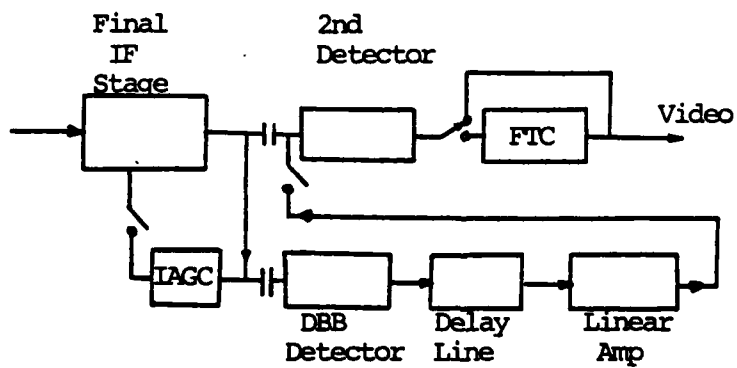 Final
IF
Stage
2nd
Detector
FTC
Video
IAGC
DBB
Detector
Delay
Line
Linear
Amp